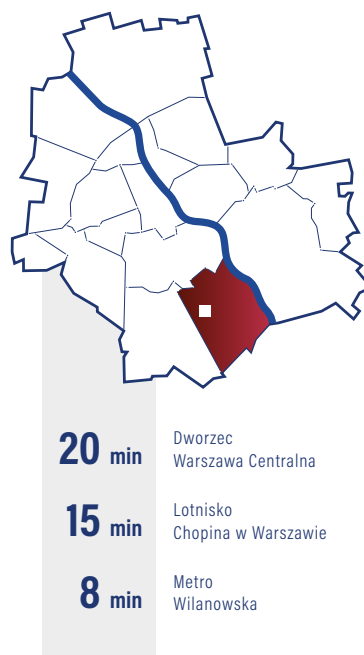 20 min
Dworzec
Warszawa Centralna
15 min
Lotnisko
Chopina w Warszawie
8 min
Metro
Wilanowska